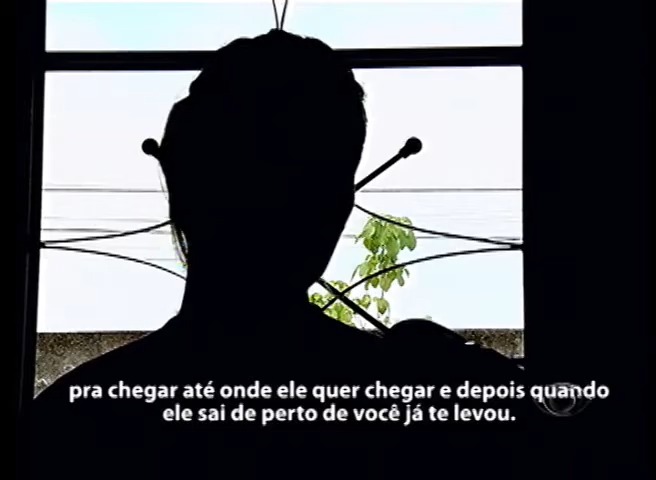 pra chegar até onde ele quer chegar e depois quando
ele sai de perto de você já te levou.